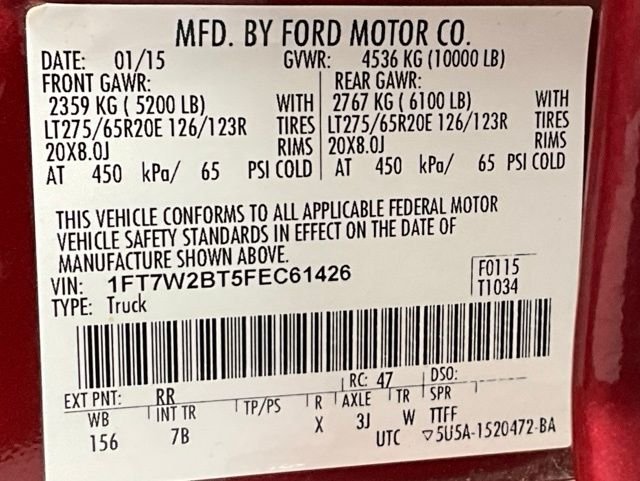 MFD. BY FORD MOTOR CO.
DATE: 01/15 GVWR: 4536 KG (10000 LB)
FRONT GAWR: REAR GAWR:
2359 KG ( 5200 LB) WITH 2767 KG ( 6100 LB) WITH
LT275/65R20E 126/123R TIRES LT275/65R20E 126/123R TIRES
20X8.0J RIMS 20X8.0J RIMS
AT 450 kPa/ 65 PSI COLD AT 450 kPa/ 65 PSI COLD
THIS VEHICLE CONFORMS TO ALL APPLICABLE FEDERAL MOTOR
VEHICLE SAFETY STANDARDS IN EFFECT ON THE DATE OF
MANUFACTURE SHOWN ABOVE.
VIN: 1FT7W2BT5FEC61426 F0115
TYPE: Truck T1034
EXT PNT: RR RC: 47 DSO:
WB INT TR TP/PS R AXLE TR SPR
156 7B X 3J W TTFF
UTC ▽5U5A-1520472-BA